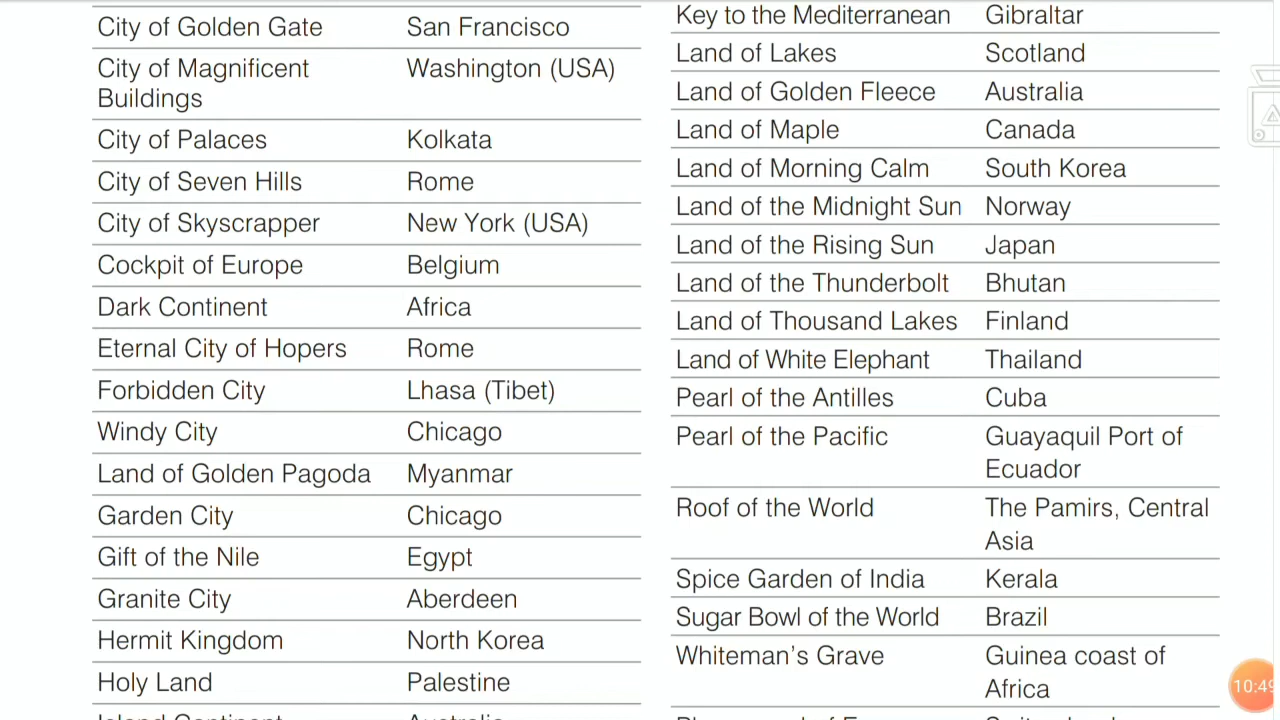 City of Golden Gate San Francisco
City of Magnificent Washington (USA)
Buildings
City of Palaces Kolkata
City of Seven Hills Rome
City of Skyscrapper New York (USA)
Cockpit of Europe Belgium
Dark Continent Africa
Eternal City of Hopers Rome
Forbidden City Lhasa (Tibet)
Windy City Chicago
Land of Golden Pagoda Myanmar
Garden City Chicago
Gift of the Nile Egypt
Granite City Aberdeen
Hermit Kingdom North Korea
Holy Land Palestine
Island Continent Australia
Key to the Mediterranean Gibraltar
Land of Lakes Scotland
Land of Golden Fleece Australia
Land of Maple Canada
Land of Morning Calm South Korea
Land of the Midnight Sun Norway
Land of the Rising Sun Japan
Land of the Thunderbolt Bhutan
Land of Thousand Lakes Finland
Land of White Elephant Thailand
Pearl of the Antilles Cuba
Pearl of the Pacific Guayaquil Port of
Ecuador
Roof of the World The Pamirs, Central
Asia
Spice Garden of India Kerala
Sugar Bowl of the World Brazil
Whiteman's Grave Guinea coast of
Africa
10:49